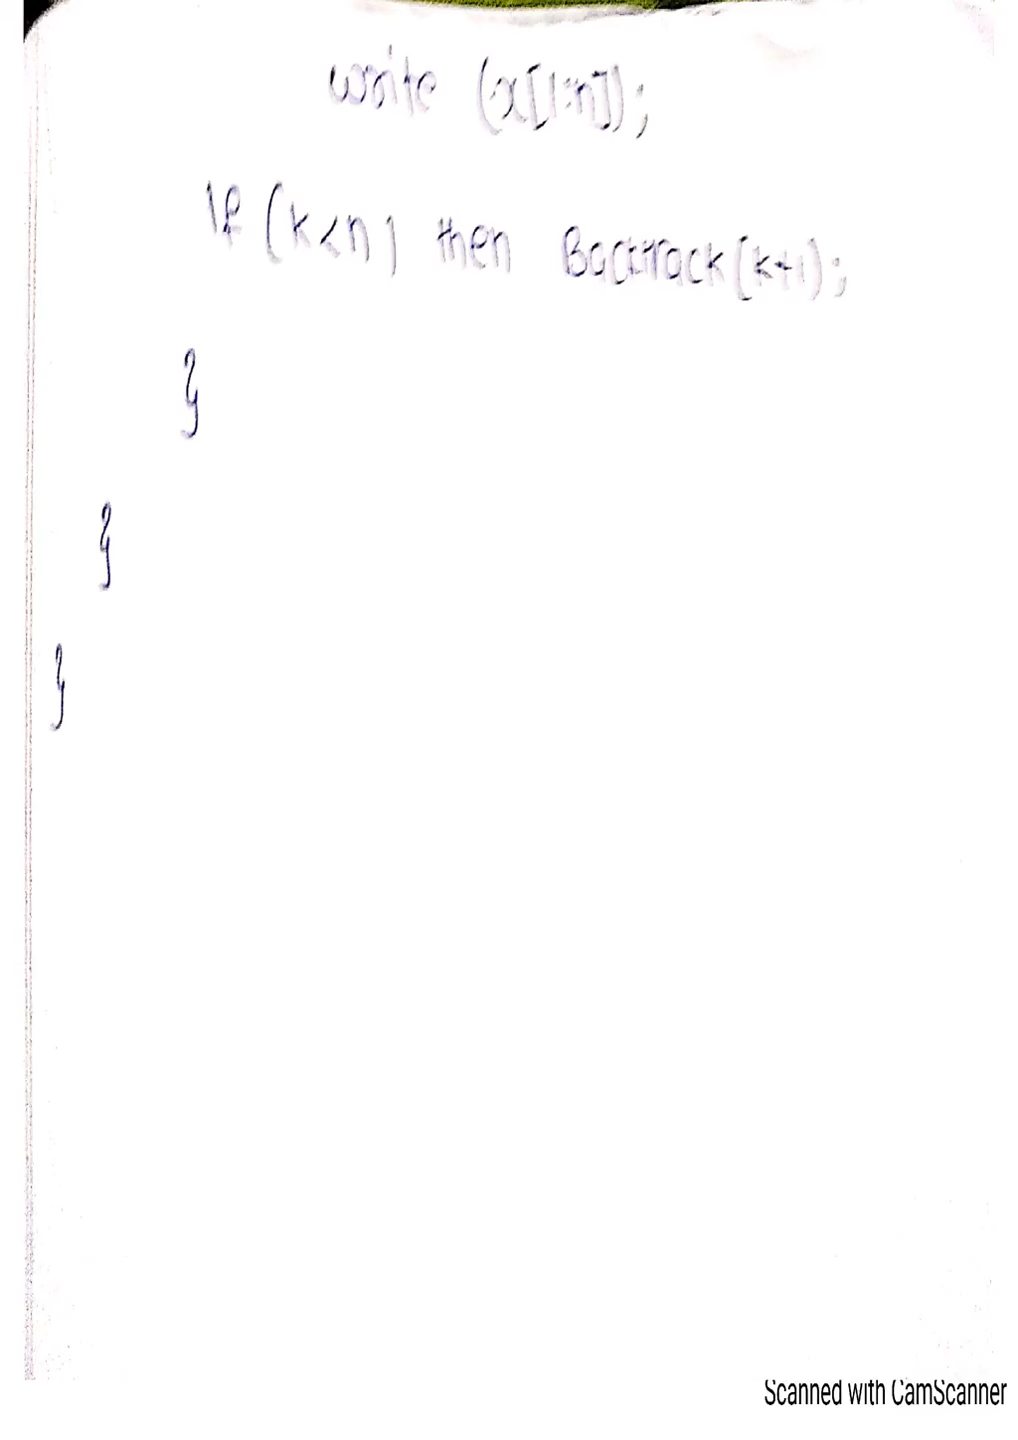 write (x[1:n]);
If (k<n) then Backtrack(k+1);
}
}
}
Scanned with CamScanner